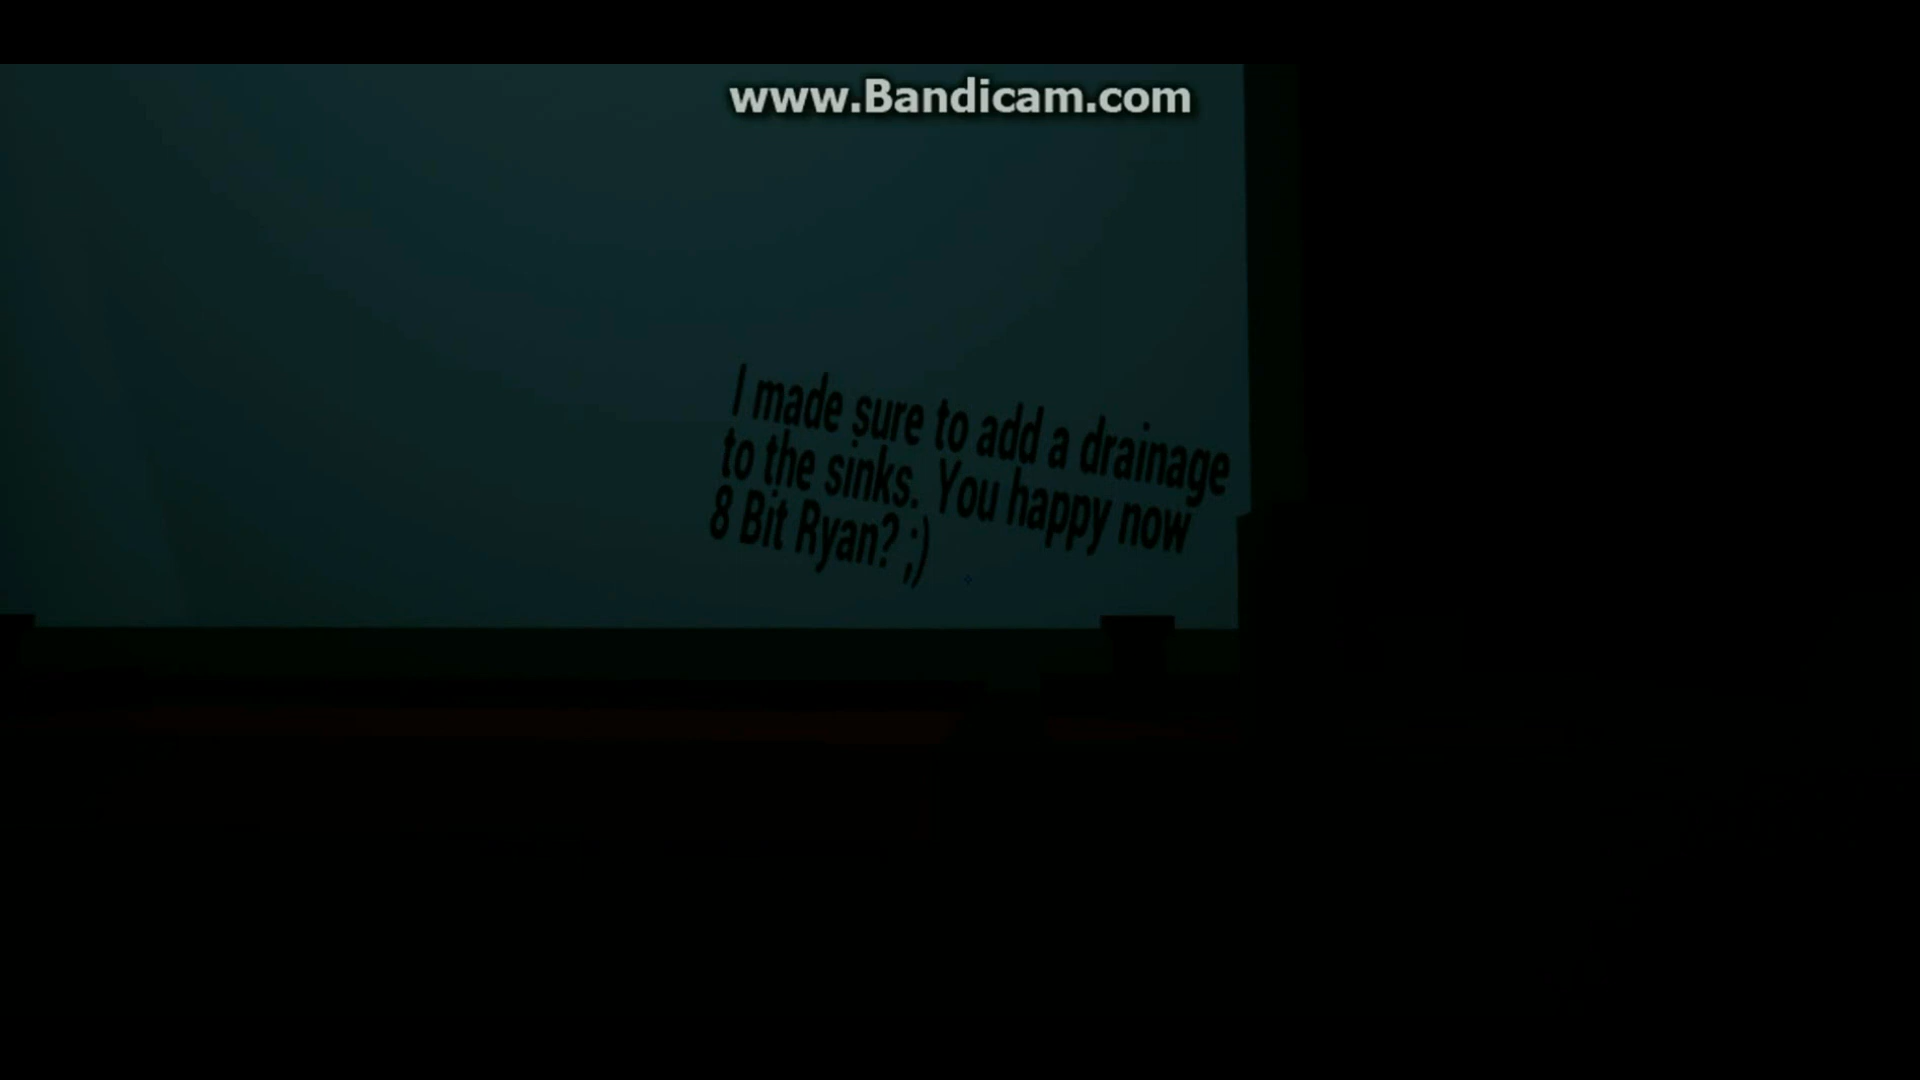 www.Bandicam.com
I made sure to add a drainage
to the sinks. You happy now
8 Bit Ryan? ;)